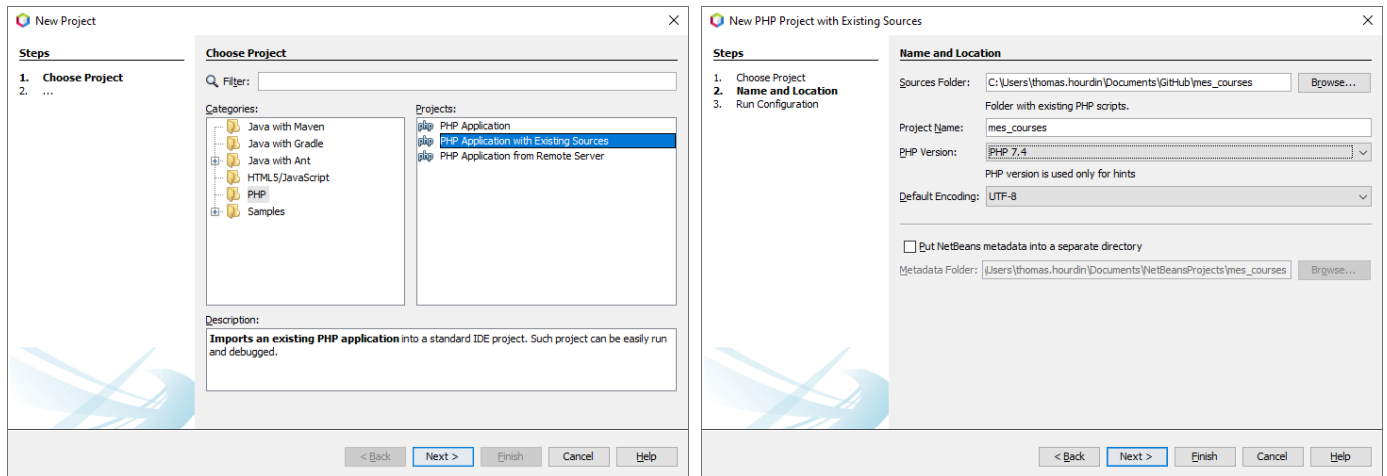 New Project
Steps
1. Choose Project
2. ...
Choose Project
Filter:
Categories:
Java with Maven
Java with Gradle
Java with Ant
HTML5/JavaScript
PHP
Samples
Projects:
PHP Application
PHP Application with Existing Sources
PHP Application from Remote Server
Description:
Imports an existing PHP application into a standard IDE project. Such project can be easily run
and debugged.
< Back
Next >
Finish
Cancel
Help
New PHP Project with Existing Sources
Steps
1. Choose Project
2. Name and Location
3. Run Configuration
Name and Location
Sources Folder: C:\Users\thomas.hourdin\Documents\GitHub\mes_courses Browse...
Folder with existing PHP scripts.
Project Name: mes_courses
PHP Version: PHP 7.4
PHP version is used only for hints
Default Encoding: UTF-8
Put NetBeans metadata into a separate directory
Metadata Folder: \Users\thomas.hourdin\Documents\NetBeansProjects\mes_courses Browse...
< Back
Next >
Finish
Cancel
Help